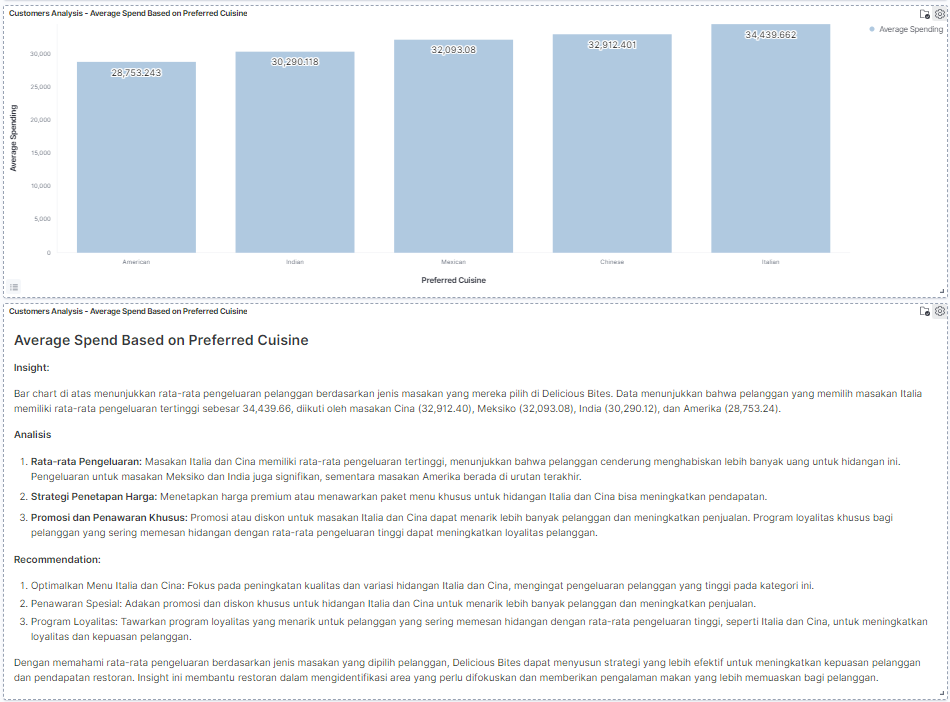 Customers Analysis - Average Spend Based on Preferred Cuisine
Average Spending
34,439.662
32,912.401
32,093.08
30,290.118
28,753.243
30,000
25,000
20,000
15,000
10,000
5,000
0
Average Spending
American
Indian
Mexican
Chinese
Italian
Preferred Cuisine
Customers Analysis - Average Spend Based on Preferred Cuisine
Average Spend Based on Preferred Cuisine
Insight:
Bar chart di atas menunjukkan rata-rata pengeluaran pelanggan berdasarkan jenis masakan yang mereka pilih di Delicious Bites. Data menunjukkan bahwa pelanggan yang memilih masakan Italia
memiliki rata-rata pengeluaran tertinggi sebesar 34,439.66, diikuti oleh masakan Cina (32,912.40), Meksiko (32,093.08), India (30,290.12), dan Amerika (28,753.24).
Analisis
1. Rata-rata Pengeluaran: Masakan Italia dan Cina memiliki rata-rata pengeluaran tertinggi, menunjukkan bahwa pelanggan cenderung menghabiskan lebih banyak uang untuk hidangan ini.
Pengeluaran untuk masakan Meksiko dan India juga signifikan, sementara masakan Amerika berada di urutan terakhir.
2. Strategi Penetapan Harga: Menetapkan harga premium atau menawarkan paket menu khusus untuk hidangan Italia dan Cina bisa meningkatkan pendapatan.
3. Promosi dan Penawaran Khusus: Promosi atau diskon untuk masakan Italia dan Cina dapat menarik lebih banyak pelanggan dan meningkatkan penjualan. Program loyalitas khusus bagi
pelanggan yang sering memesan hidangan dengan rata-rata pengeluaran tinggi dapat meningkatkan loyalitas pelanggan.
Recommendation:
1. Optimalkan Menu Italia dan Cina: Fokus pada peningkatan kualitas dan variasi hidangan Italia dan Cina, mengingat pengeluaran pelanggan yang tinggi pada kategori ini.
2. Penawaran Spesial: Adakan promosi dan diskon khusus untuk hidangan Italia dan Cina untuk menarik lebih banyak pelanggan dan meningkatkan penjualan.
3. Program Loyalitas: Tawarkan program loyalitas yang menarik untuk pelanggan yang sering memesan hidangan dengan rata-rata pengeluaran tinggi, seperti Italia dan Cina, untuk meningkatkan
loyalitas dan kepuasan pelanggan.
Dengan memahami rata-rata pengeluaran berdasarkan jenis masakan yang dipilih pelanggan, Delicious Bites dapat menyusun strategi yang lebih efektif untuk meningkatkan kepuasan pelanggan
dan pendapatan restoran. Insight ini membantu restoran dalam mengidentifikasi area yang perlu difokuskan dan memberikan pengalaman makan yang lebih memuaskan bagi pelanggan.